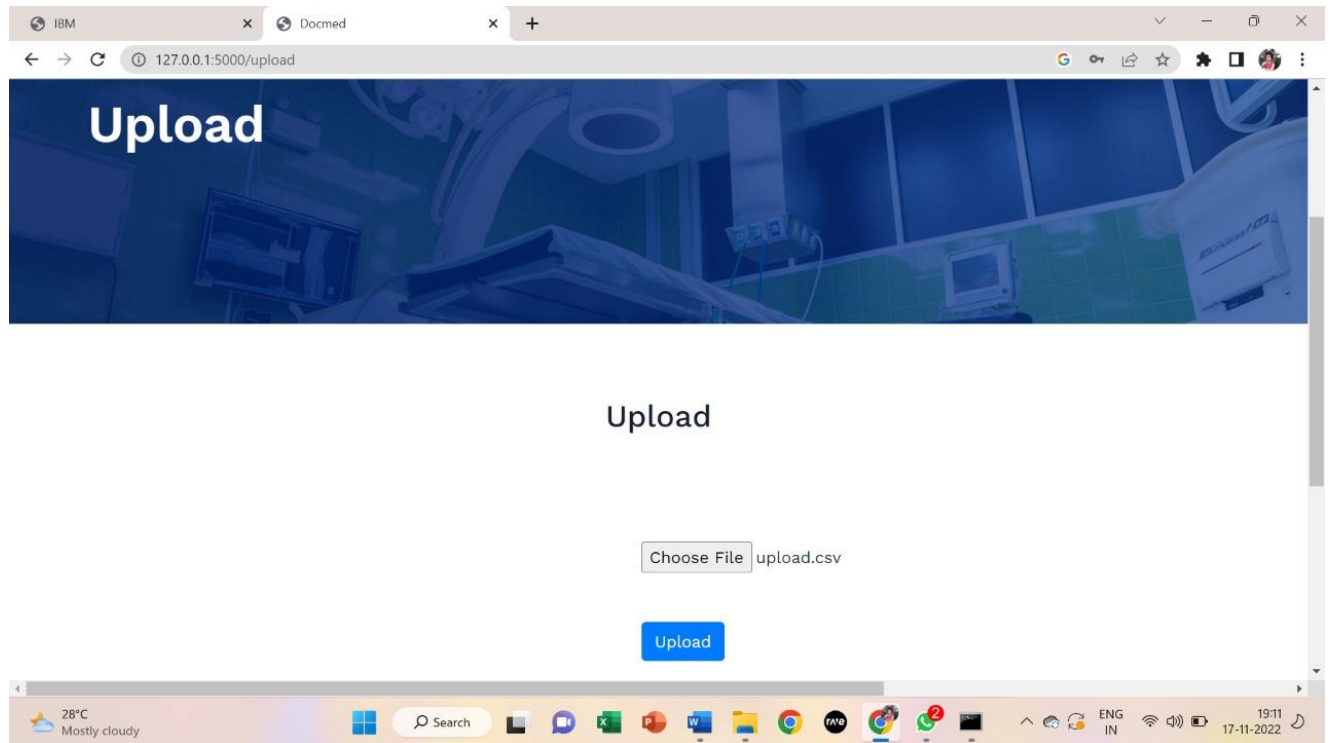 IBM
Docmed
127.0.0.1:5000/upload
Upload
Upload
Choose File upload.csv
Upload
28°C
Mostly cloudy
Search
2
ENG
IN
19:11
17-11-2022